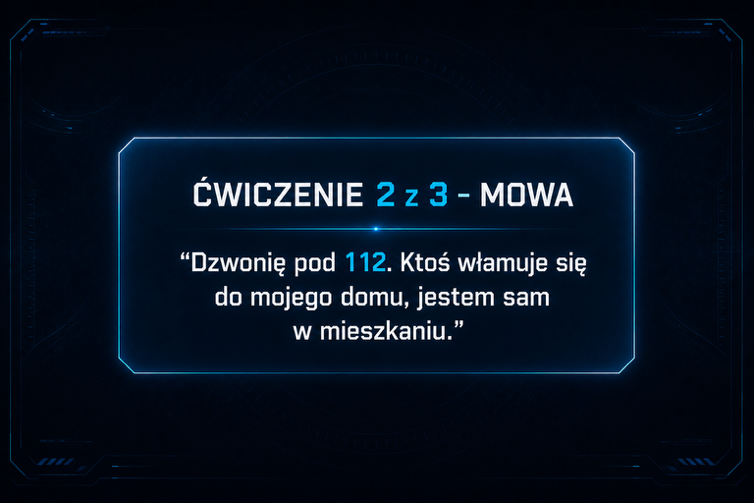 ĆWICZENIE 2 z 3 - MOWA
“Dzwonię pod 112. Ktoś włamuje się
do mojego domu, jestem sam
w mieszkaniu.”